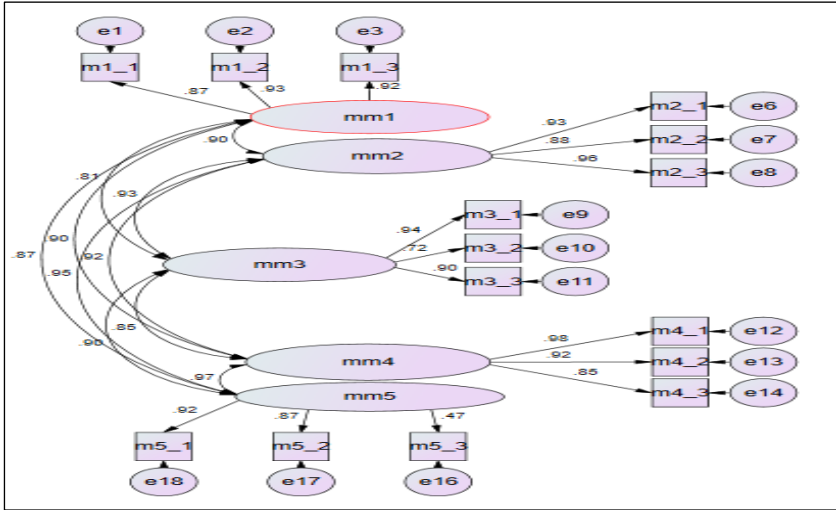 e1 e2 e3
m1_1 m1_2 m1_3
.87 .93 .92
mm1
.90
mm2
.93 m2_1 e6
.88 m2_2 e7
.96 m2_3 e8
.81 .93
.94 m3_1 e9
.72 m3_2 e10
.90 m3_3 e11
mm3
.87 .90 .92
.95
.85
.98 m4_1 e12
.92 m4_2 e13
.85 m4_3 e14
mm4
.90
.97
mm5
.92 .87 .47
m5_1 m5_2 m5_3
e18 e17 e16